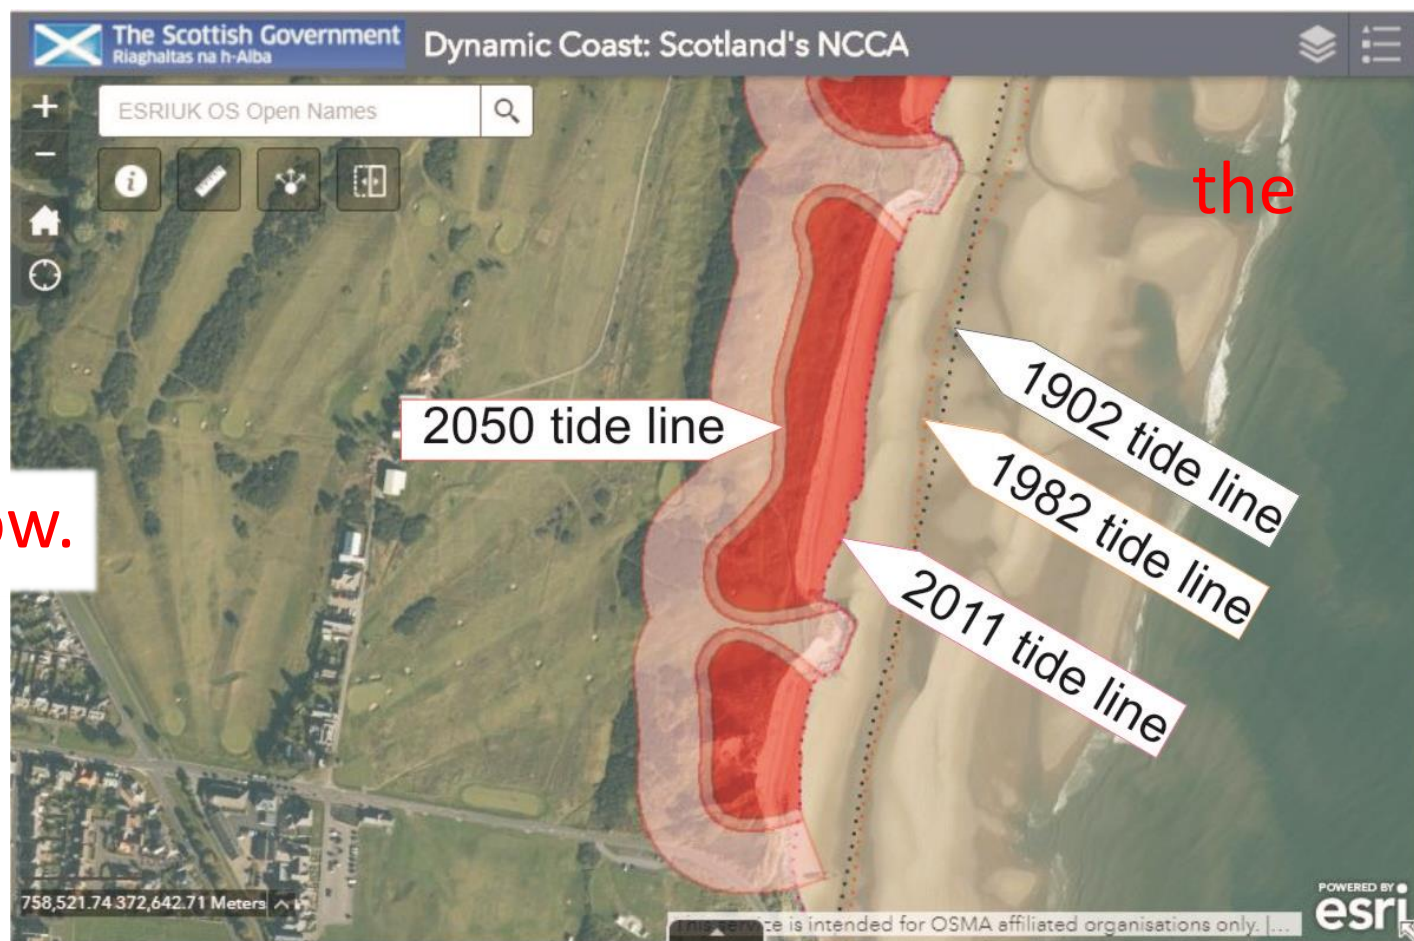 The Scottish Government
Riaghaltas na h-Alba
Dynamic Coast: Scotland's NCCA
ESRIUK OS Open Names
the
1902 tide line
2050 tide line
1982 tide line
ow.
2011 tide line
758,521.74 372,642.71 Meters
POWERED BY
esri
This service is intended for OSMA affiliated organisations only. |...